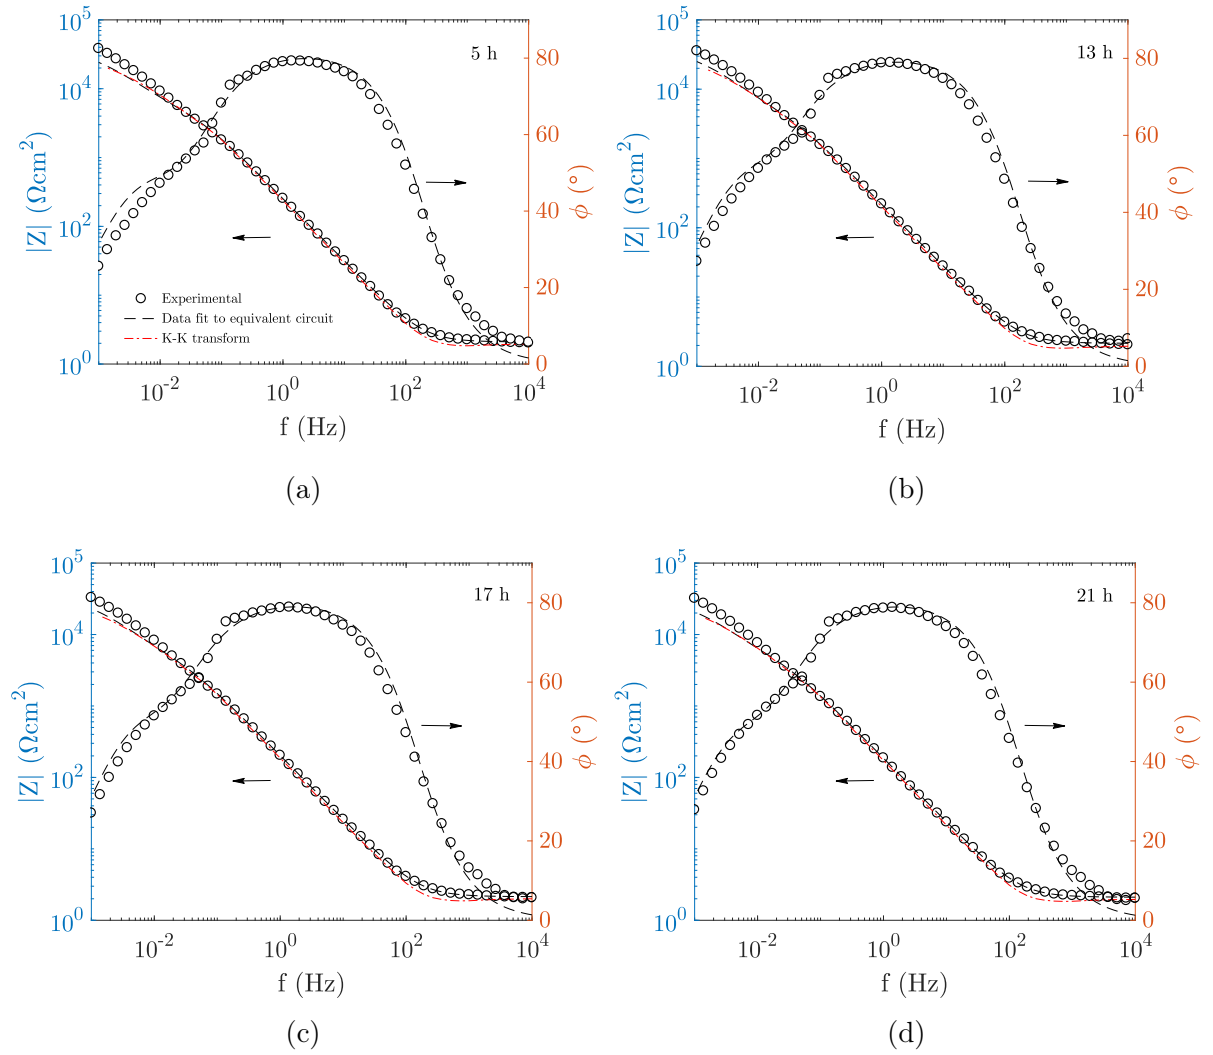 5 h
10^5
10^4
10^2
10^0
|Z| (Ωcm^2)
80
60
40
20
0
ϕ (°)
Experimental
Data fit to equivalent circuit
K-K transform
10^-2 10^0 10^2 10^4
f (Hz)
(a)
13 h
10^5
10^4
10^2
10^0
|Z| (Ωcm^2)
80
60
40
20
0
ϕ (°)
10^-2 10^0 10^2 10^4
f (Hz)
(b)
17 h
10^5
10^4
10^2
10^0
|Z| (Ωcm^2)
80
60
40
20
0
ϕ (°)
10^-2 10^0 10^2 10^4
f (Hz)
(c)
21 h
10^5
10^4
10^2
10^0
|Z| (Ωcm^2)
80
60
40
20
0
ϕ (°)
10^-2 10^0 10^2 10^4
f (Hz)
(d)